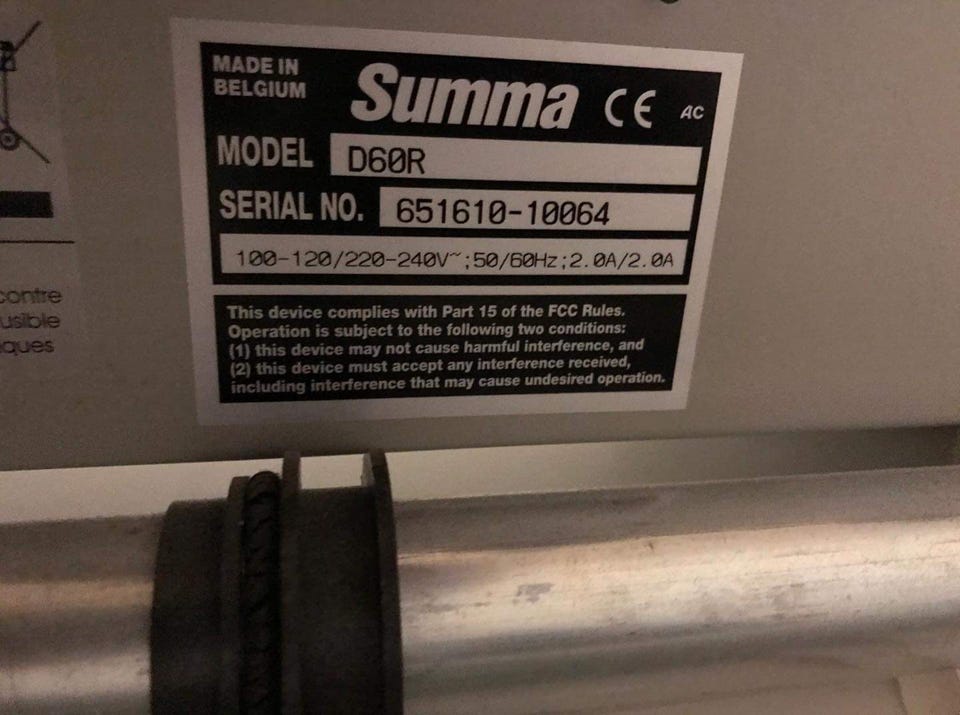 MADE IN
BELGIUM
Summa CE AC
MODEL D60R
SERIAL NO. 651610-10064
100-120/220-240V~;50/60Hz;2.0A/2.0A
This device complies with Part 15 of the FCC Rules.
Operation is subject to the following two conditions:
(1) this device may not cause harmful interference, and
(2) this device must accept any interference received,
including interference that may cause undesired operation.
contre
usible
ques